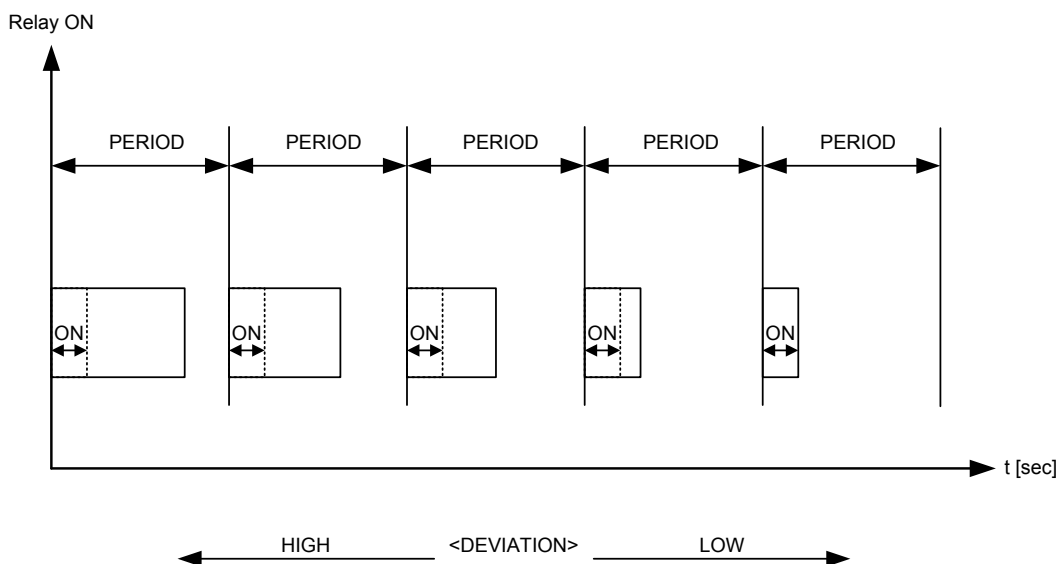 Relay ON
PERIOD PERIOD PERIOD PERIOD PERIOD
ON ON ON ON ON
t [sec]
HIGH <DEVIATION> LOW